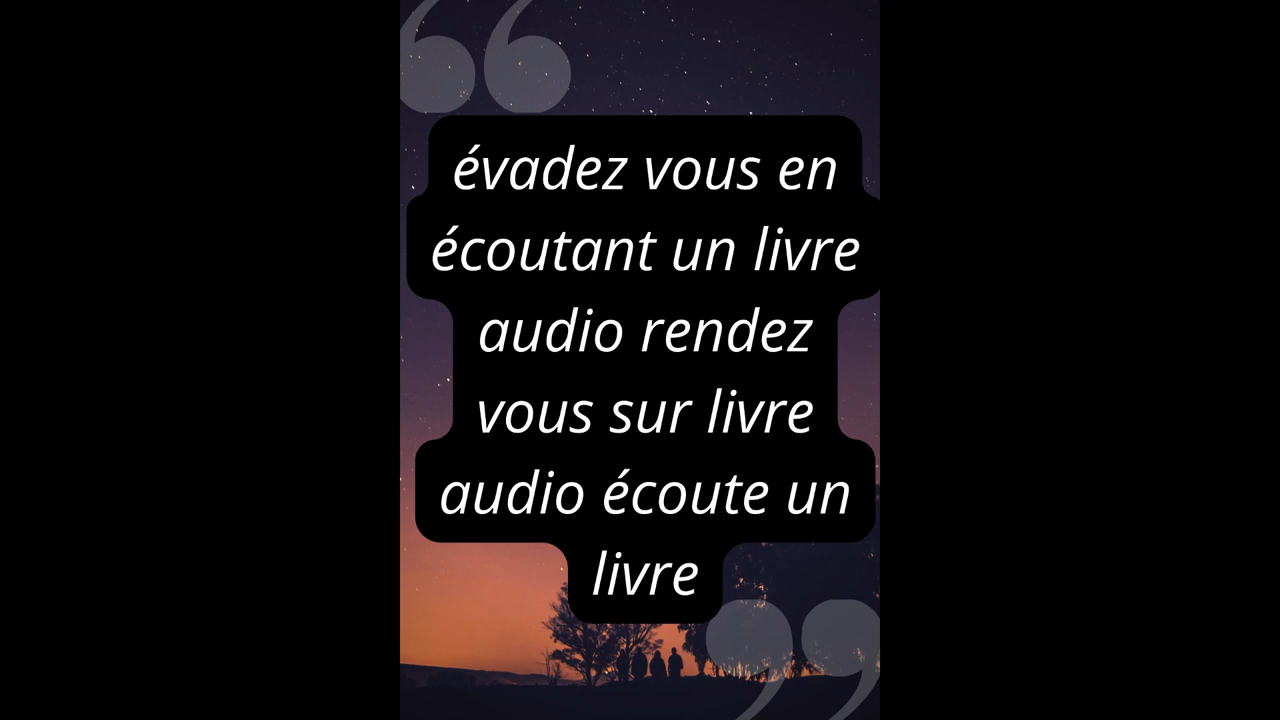 évadez vous en
écoutant un livre
audio rendez
vous sur livre
audio écoute un
livre